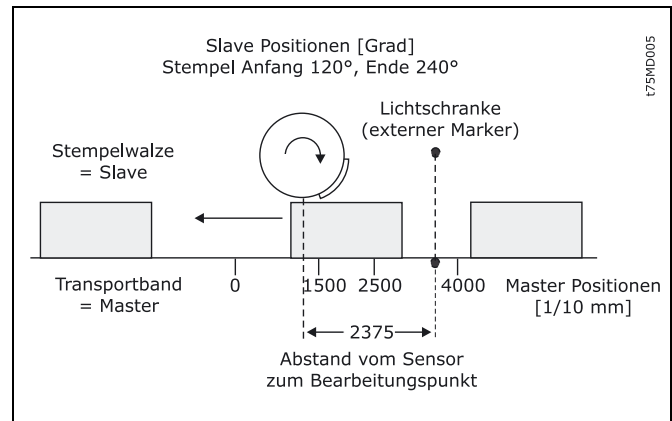 Slave Positionen [Grad]
Stempel Anfang 120°, Ende 240°
t75MD005
Lichtschranke
(externer Marker)
Stempelwalze
= Slave
Transportband
= Master
0
1500
2500
4000
Master Positionen
[1/10 mm]
2375
Abstand vom Sensor
zum Bearbeitungspunkt